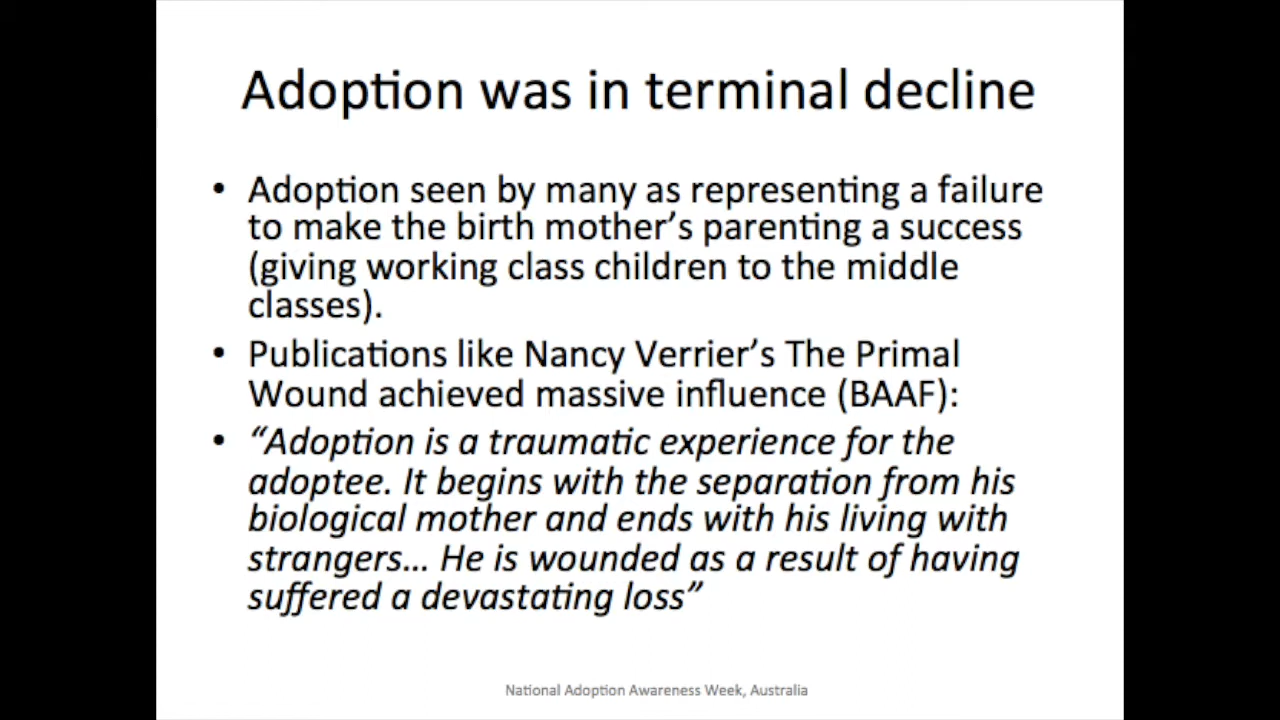 Adoption was in terminal decline
• Adoption seen by many as representing a failure
to make the birth mother’s parenting a success
(giving working class children to the middle
classes).
• Publications like Nancy Verrier’s The Primal
Wound achieved massive influence (BAAF):
• “Adoption is a traumatic experience for the
adoptee. It begins with the separation from his
biological mother and ends with his living with
strangers… He is wounded as a result of having
suffered a devastating loss”
National Adoption Awareness Week, Australia